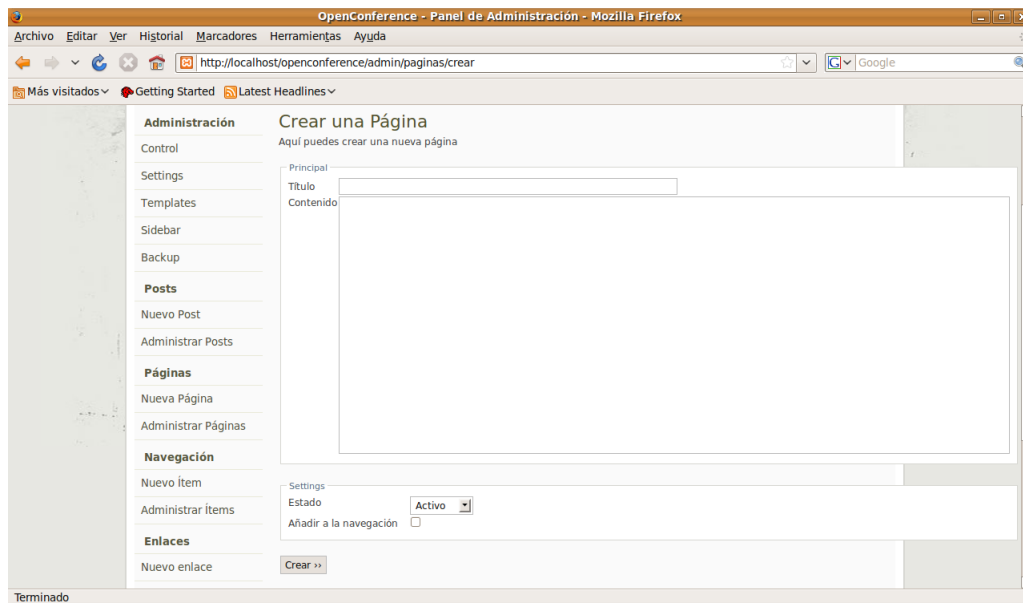 OpenConference - Panel de Administración - Mozilla Firefox
Archivo Editar Ver Historial Marcadores Herramientas Ayuda
http://localhost/openconference/admin/paginas/crear
Google
Más visitados Getting Started Latest Headlines
Administración
Control
Settings
Templates
Sidebar
Backup
Posts
Nuevo Post
Administrar Posts
Páginas
Nueva Página
Administrar Páginas
Navegación
Nuevo Ítem
Administrar Ítems
Enlaces
Nuevo enlace
Crear una Página
Aquí puedes crear una nueva página
Principal
Título
Contenido
Settings
Estado Activo
Añadir a la navegación
Crear ››
Terminado